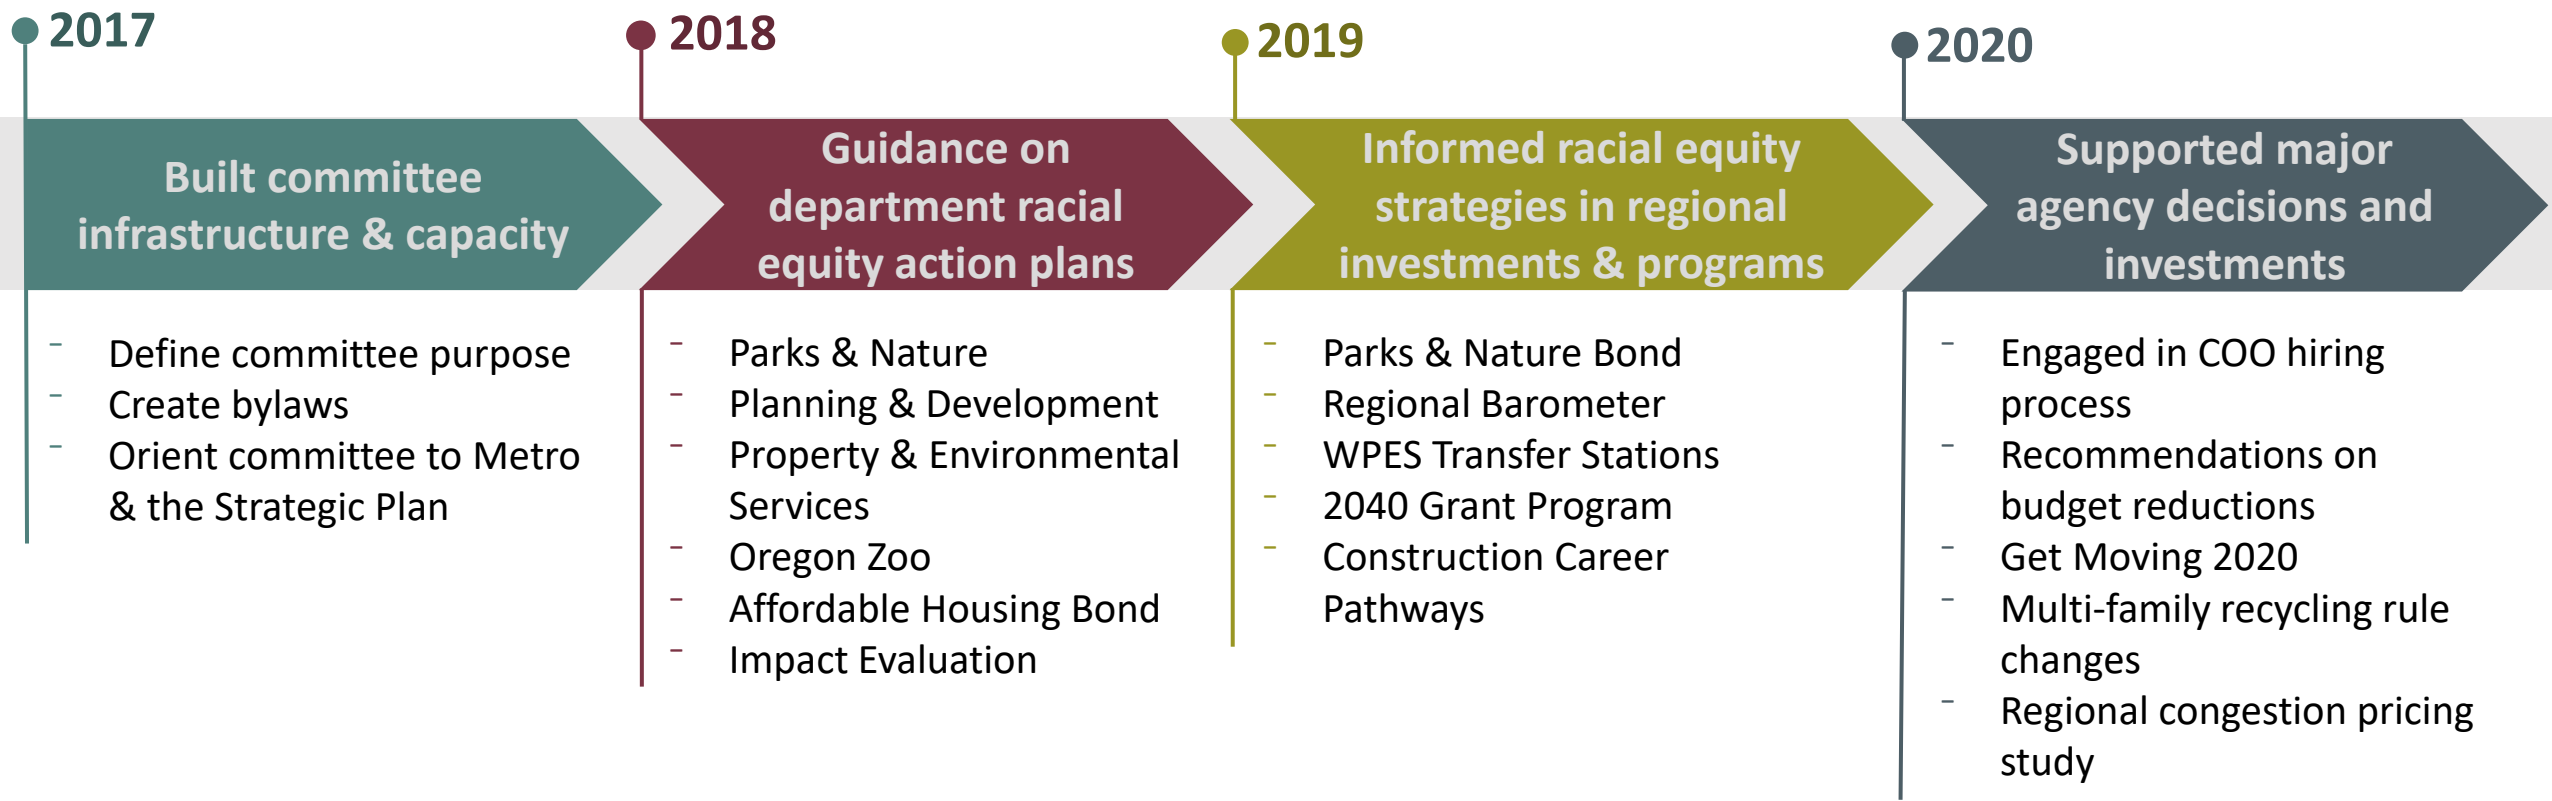 2017
Built committee
infrastructure & capacity
⁻ Define committee purpose
⁻ Create bylaws
⁻ Orient committee to Metro
& the Strategic Plan
2018
Guidance on
department racial
equity action plans
⁻ Parks & Nature
⁻ Planning & Development
⁻ Property & Environmental
Services
⁻ Oregon Zoo
⁻ Affordable Housing Bond
⁻ Impact Evaluation
2019
Informed racial equity
strategies in regional
investments & programs
⁻ Parks & Nature Bond
⁻ Regional Barometer
⁻ WPES Transfer Stations
⁻ 2040 Grant Program
⁻ Construction Career
Pathways
2020
Supported major
agency decisions and
investments
⁻ Engaged in COO hiring
process
⁻ Recommendations on
budget reductions
⁻ Get Moving 2020
⁻ Multi-family recycling rule
changes
⁻ Regional congestion pricing
study